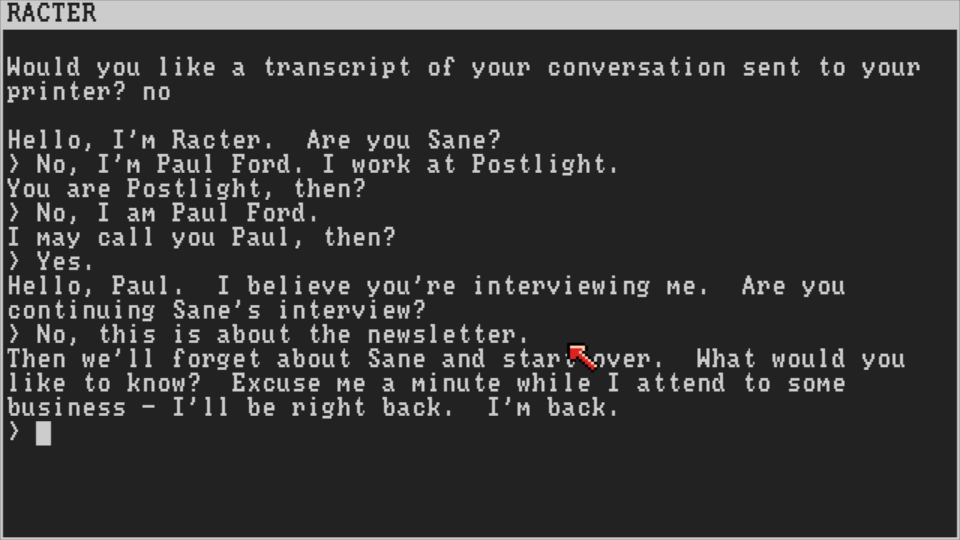 RACTER
Would you like a transcript of your conversation sent to your
printer? no
Hello, I'm Racter.  Are you Sane?
> No, I'm Paul Ford. I work at Postlight.
You are Postlight, then?
> No, I am Paul Ford.
I may call you Paul, then?
> Yes.
Hello, Paul.  I believe you're interviewing me.  Are you
continuing Sane's interview?
> No, this is about the newsletter.
Then we'll forget about Sane and start over.  What would you
like to know?  Excuse me a minute while I attend to some
business - I'll be right back.  I'm back.
>